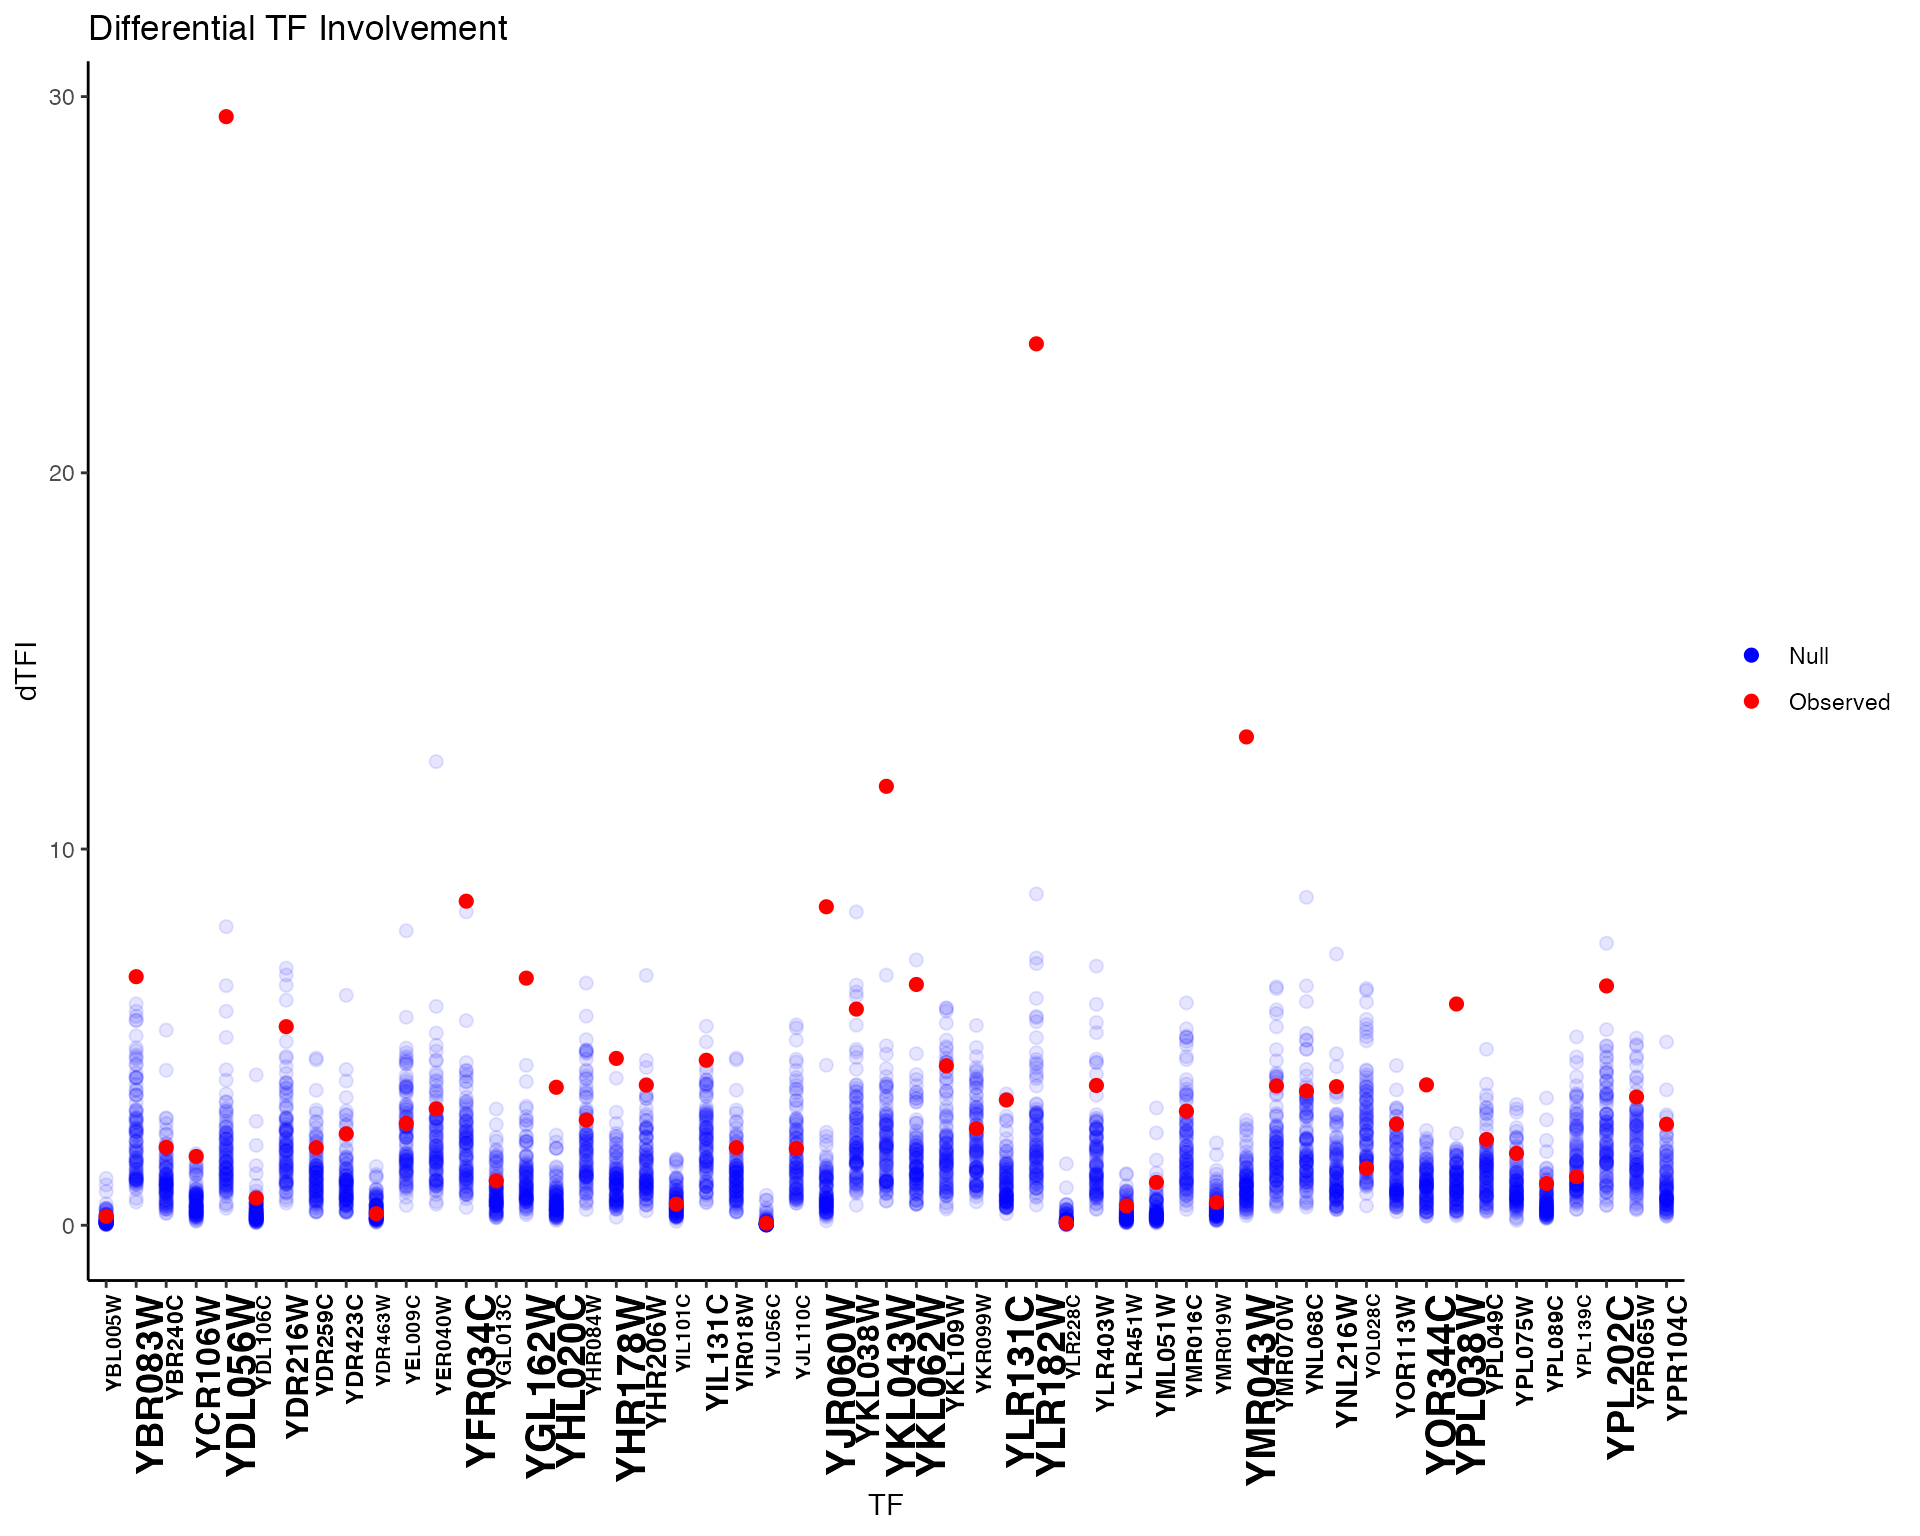 Differential TF Involvement
30
20
10
0
dTFI
Null
Observed
YBL005W
YBR083W
YBR240C
YCR106W
YDL056W
YDL106C
YDR216W
YDR259C
YDR423C
YDR463W
YEL009C
YER040W
YFR034C
YGL013C
YGL162W
YHL020C
YHR084W
YHR178W
YHR206W
YIL101C
YIL131C
YIR018W
YJL056C
YJL110C
YJR060W
YKL038W
YKL043W
YKL062W
YKL109W
YKR099W
YLR131C
YLR182W
YLR228C
YLR403W
YLR451W
YML051W
YMR016C
YMR019W
YMR043W
YMR070W
YNL068C
YNL216W
YOL028C
YOR113W
YOR344C
YPL038W
YPL049C
YPL075W
YPL089C
YPL139C
YPL202C
YPR065W
YPR104C
TF